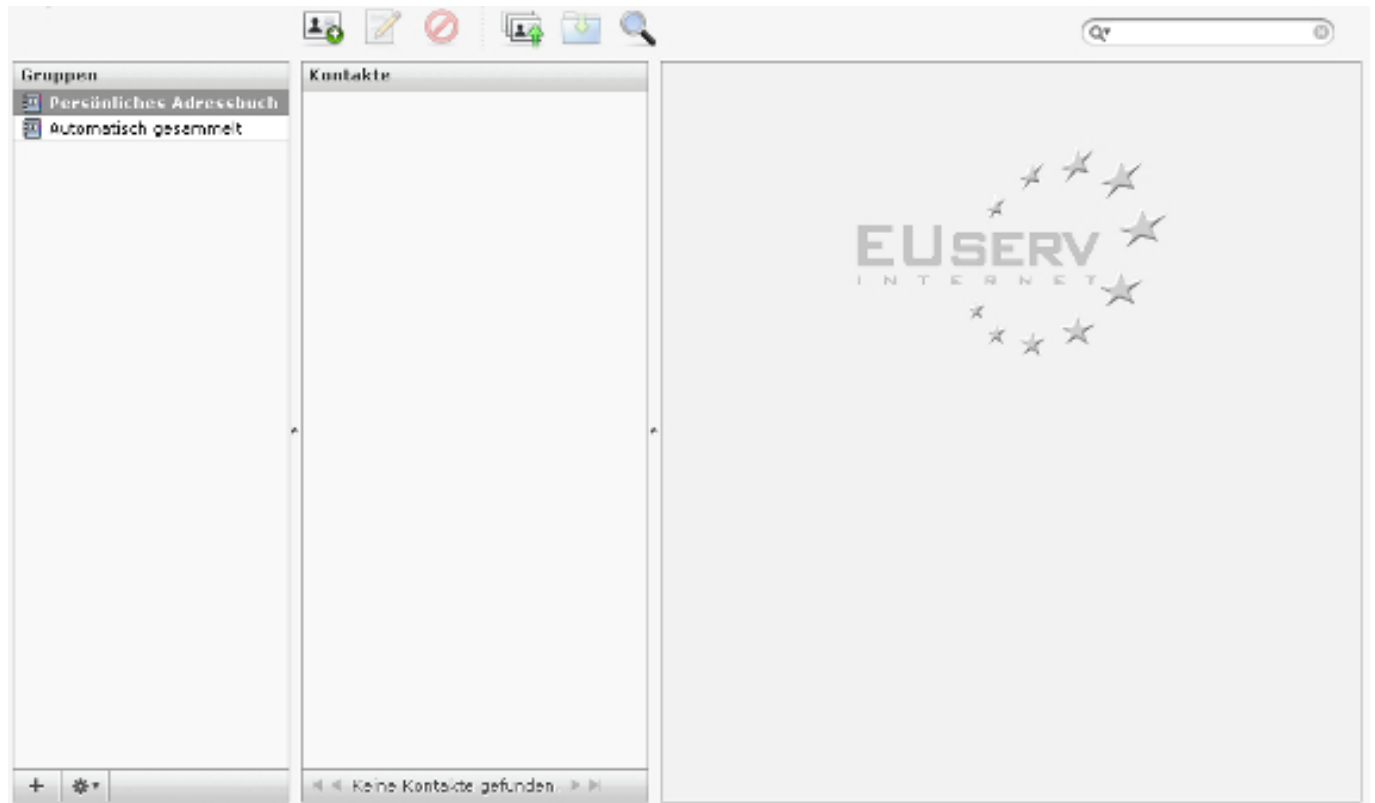 Gruppen
Persönliches Adressbuch
Automatisch gesammelt
Kontakte
EUSERV
INTERNET
Keine Kontakte gefunden.